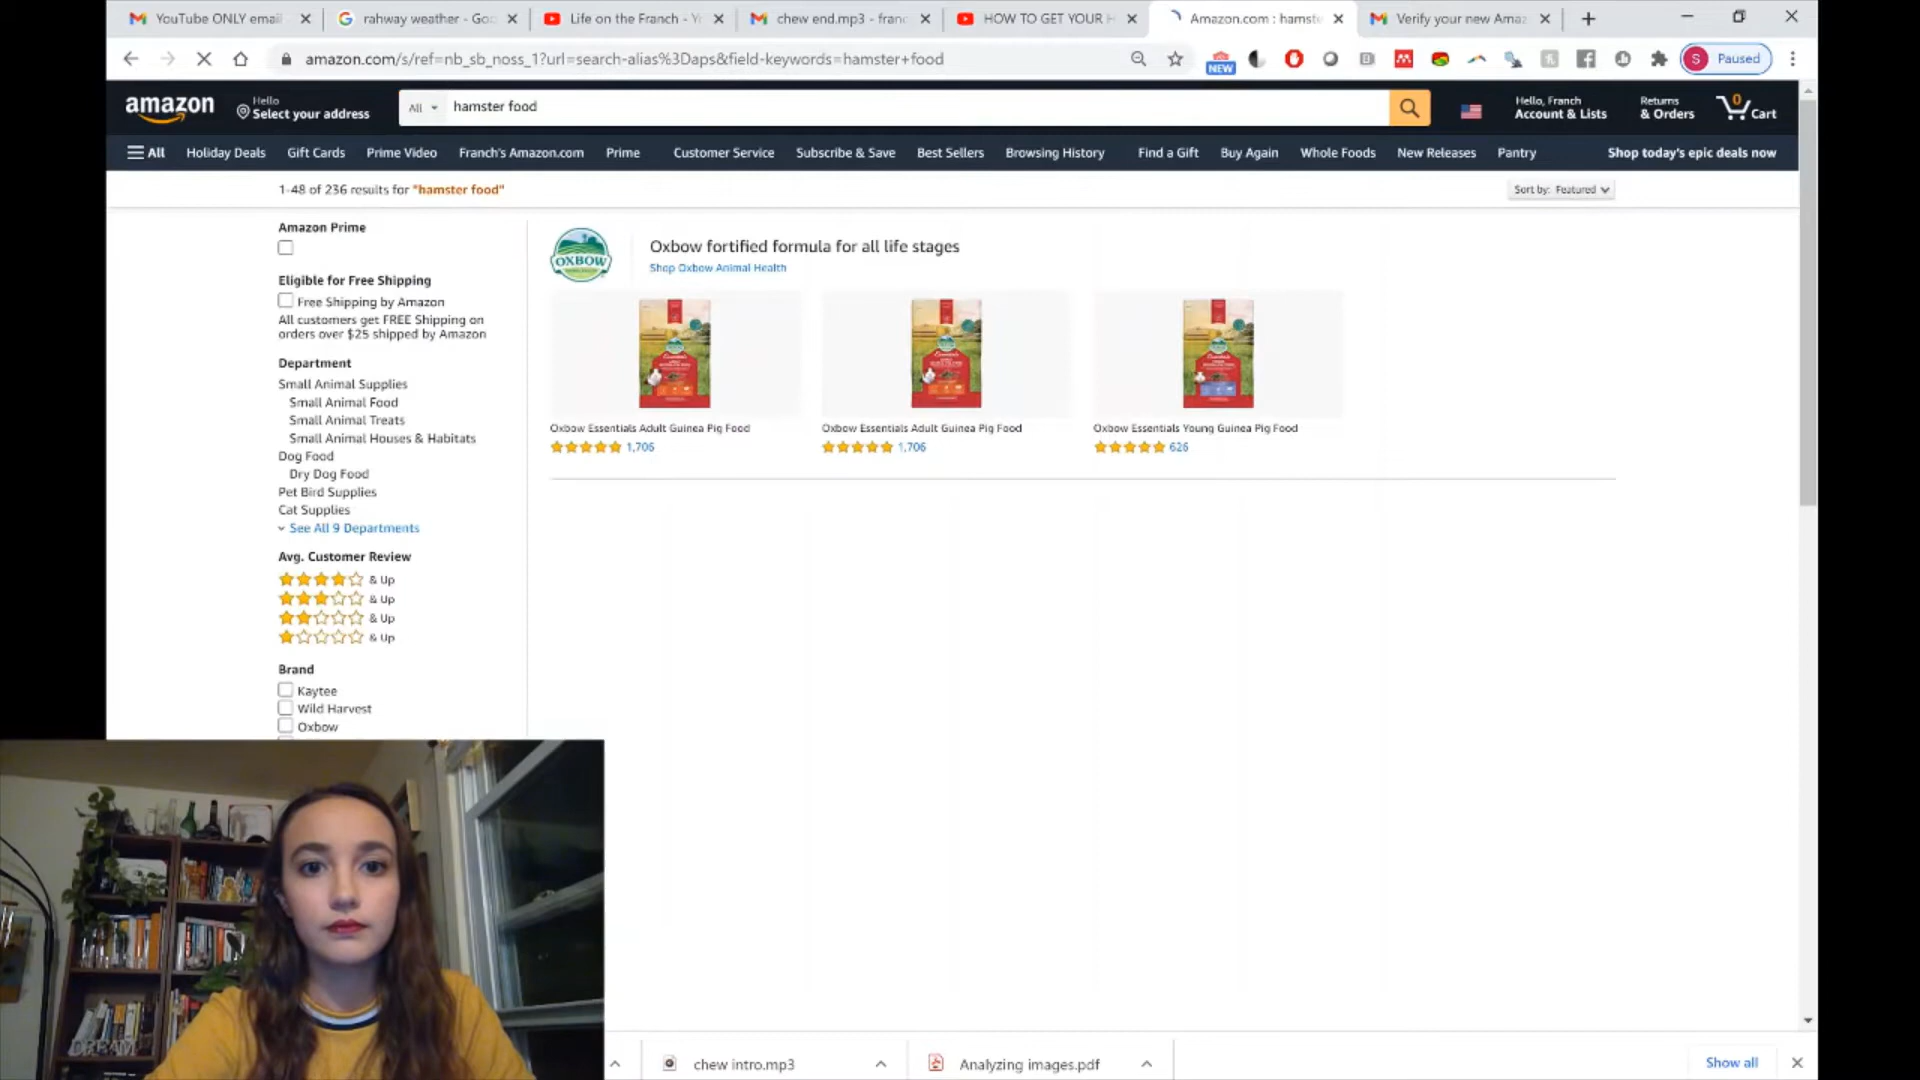 YouTube ONLY email
rahway weather - Goo
Life on the Franch - Y
chew end.mp3 - franc
HOW TO GET YOUR H
Amazon.com : hamste
Verify your new Amaz
amazon.com/s/ref=nb_sb_noss_1?url=search-alias%3Daps&field-keywords=hamster+food
NEW
S Paused
amazon
Hello
Select your address
All
hamster food
Hello, Franch
Account & Lists
Returns
& Orders
0
Cart
All
Holiday Deals
Gift Cards
Prime Video
Franch's Amazon.com
Prime
Customer Service
Subscribe & Save
Best Sellers
Browsing History
Find a Gift
Buy Again
Whole Foods
New Releases
Pantry
Shop today's epic deals now
1-48 of 236 results for "hamster food"
Sort by: Featured
Amazon Prime
Eligible for Free Shipping
Free Shipping by Amazon
All customers get FREE Shipping on
orders over $25 shipped by Amazon
Department
Small Animal Supplies
Small Animal Food
Small Animal Treats
Small Animal Houses & Habitats
Dog Food
Dry Dog Food
Pet Bird Supplies
Cat Supplies
See All 9 Departments
Avg. Customer Review
& Up
& Up
& Up
& Up
Brand
Kaytee
Wild Harvest
Oxbow
OXBOW
Oxbow fortified formula for all life stages
Shop Oxbow Animal Health
Oxbow Essentials Adult Guinea Pig Food
1,706
Oxbow Essentials Adult Guinea Pig Food
1,706
Oxbow Essentials Young Guinea Pig Food
626
DREAM
chew intro.mp3
Analyzing images.pdf
Show all